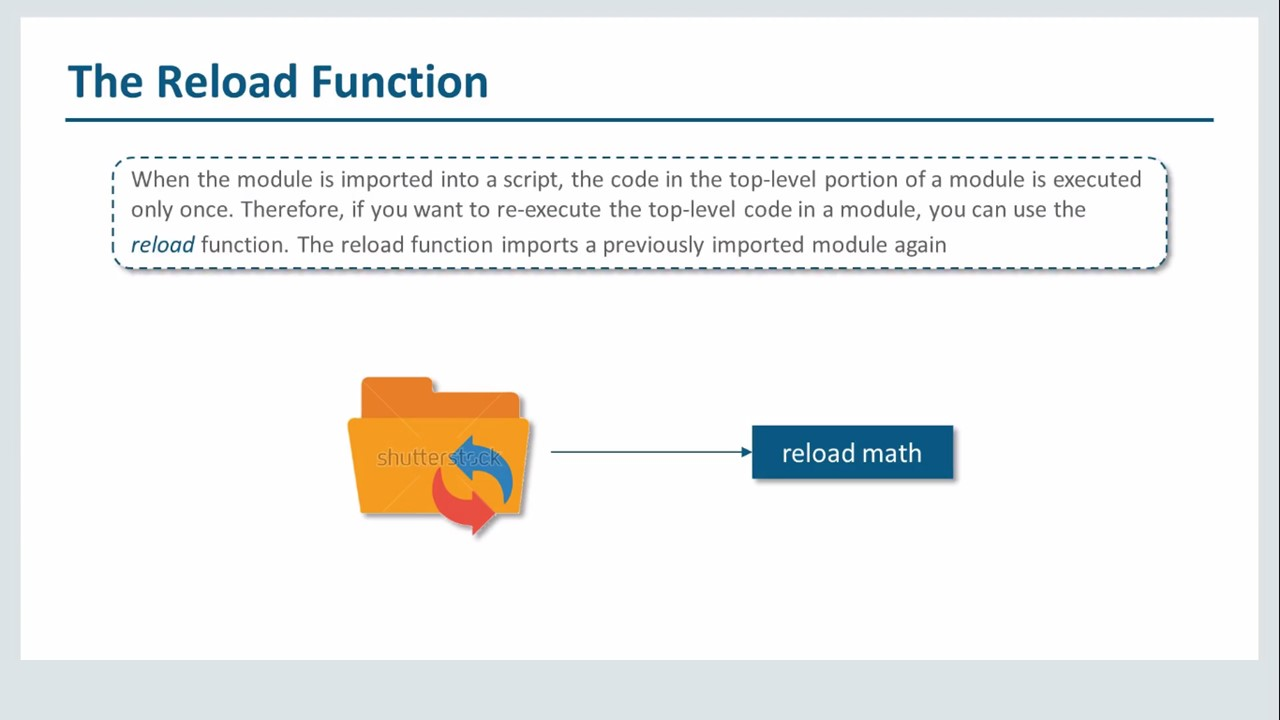 The Reload Function
When the module is imported into a script, the code in the top-level portion of a module is executed
only once. Therefore, if you want to re-execute the top-level code in a module, you can use the
reload function. The reload function imports a previously imported module again
shutterstock
reload math